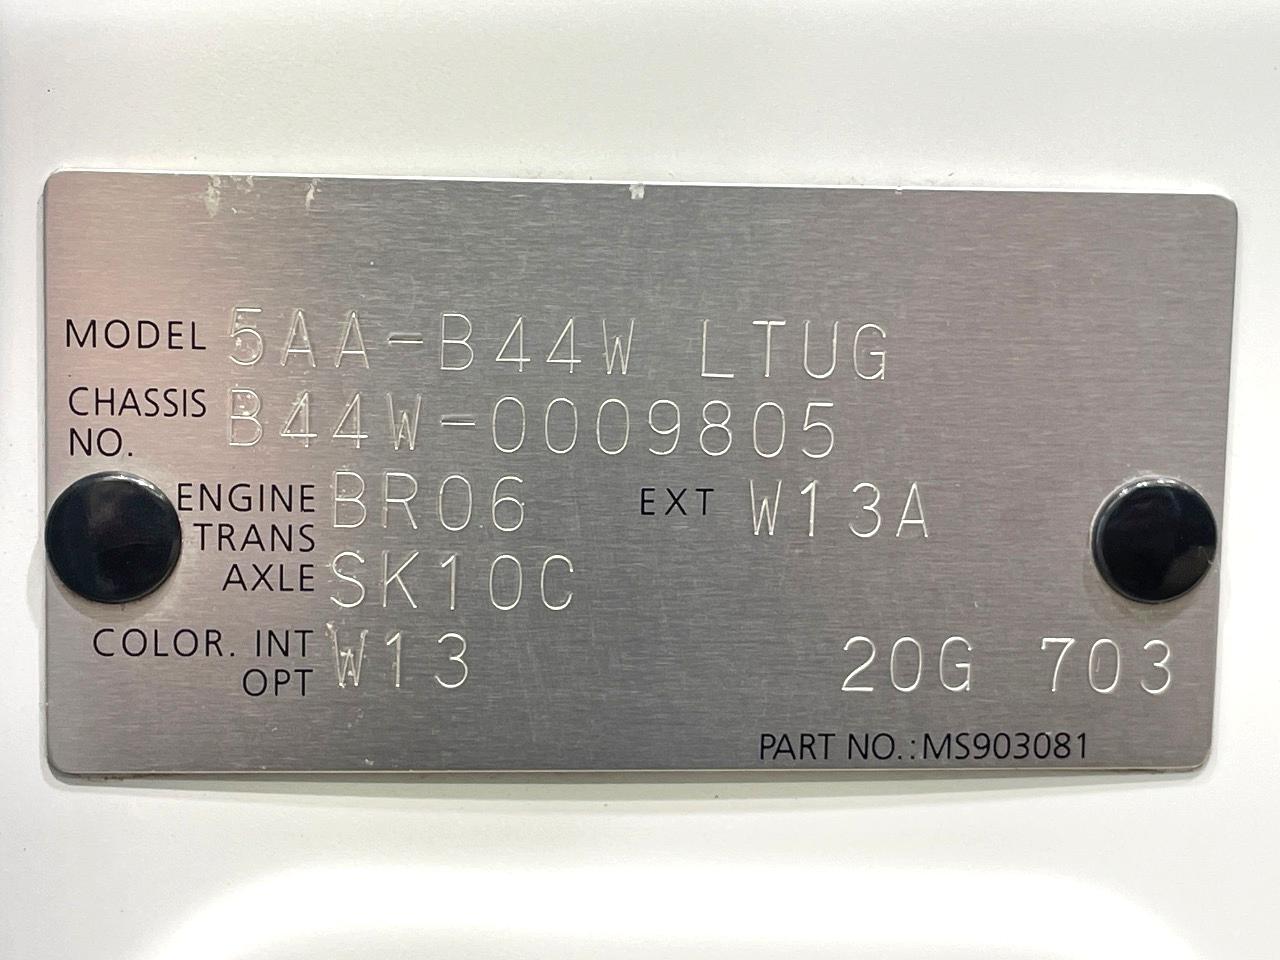 MODEL 5AA-B44W LTUG
CHASSIS NO. B44W-0009805
ENGINE BR06 EXT W13A
TRANS AXLE SK10C
COLOR. INT OPT W13 20G 703
PART NO.:MS903081